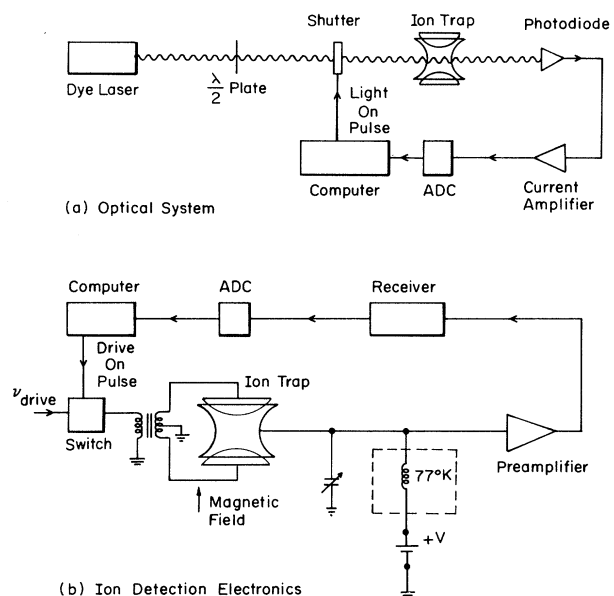 Shutter
Ion Trap
Photodiode
Dye Laser
λ/2 Plate
Light
On
Pulse
Computer
ADC
Current
Amplifier
(a) Optical System
Computer
ADC
Receiver
Drive
On
Pulse
νdrive
Switch
Ion Trap
Magnetic
Field
77°K
Preamplifier
+V
(b) Ion Detection Electronics